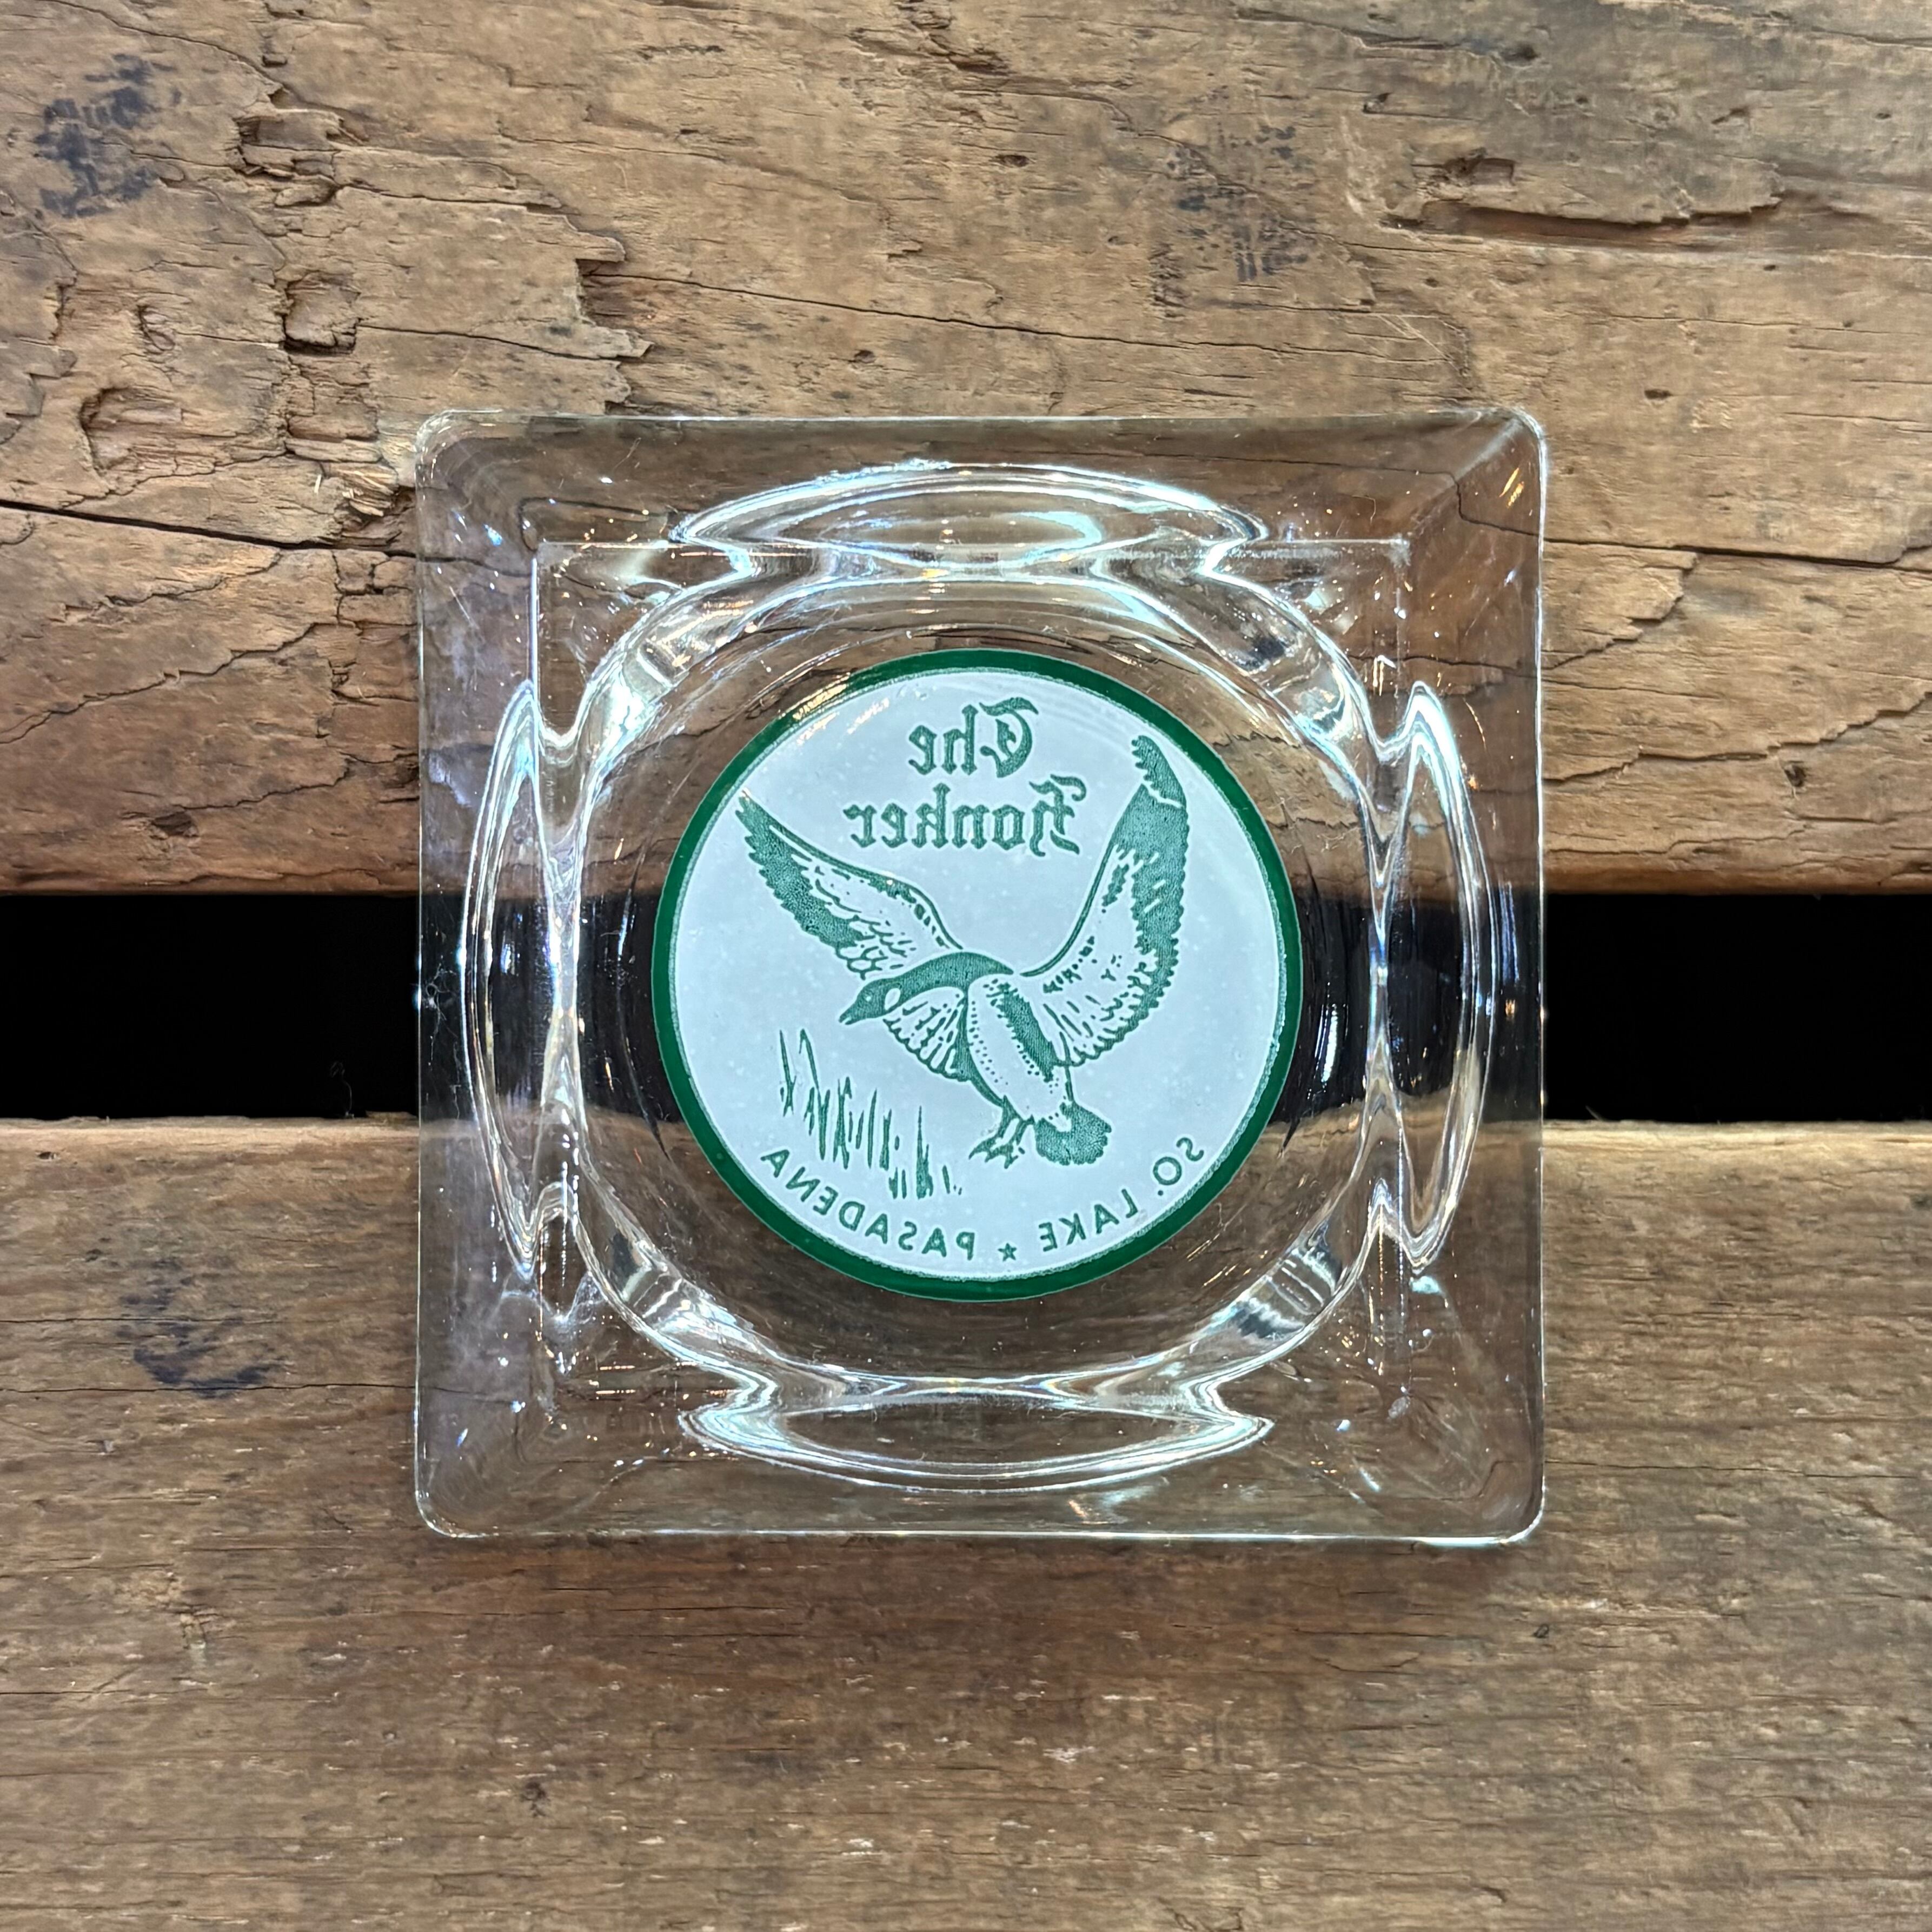 The
Honker
SO. LAKE ★ PASADENA